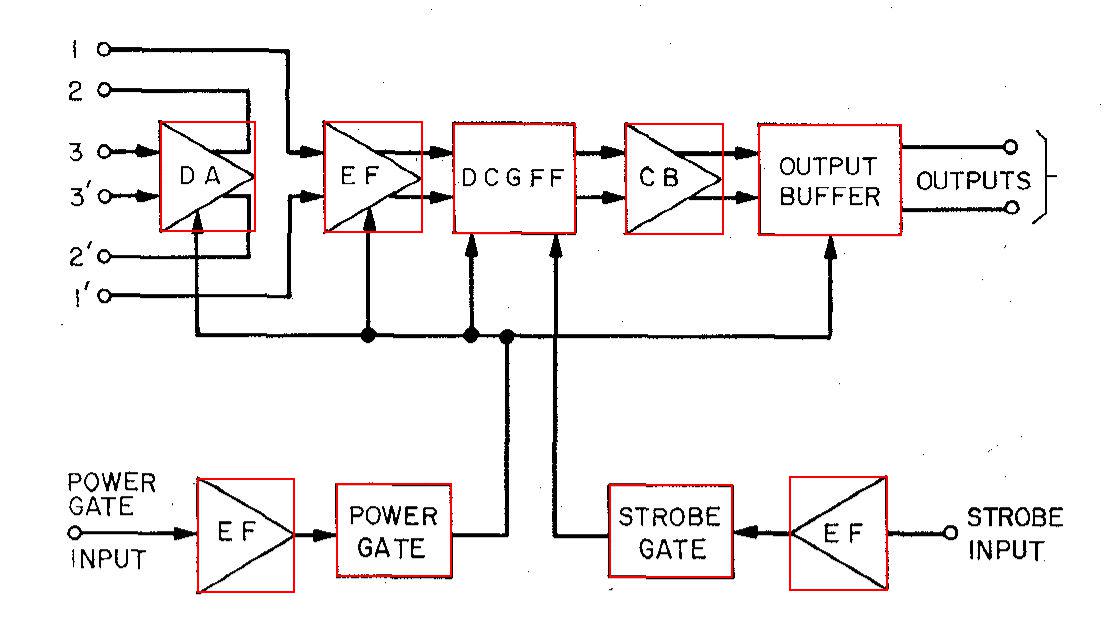 1
2
3
3'
2'
1'
DA
EF
DCGFF
CB
OUTPUT
BUFFER
OUTPUTS
POWER
GATE
INPUT
EF
POWER
GATE
STROBE
GATE
EF
STROBE
INPUT